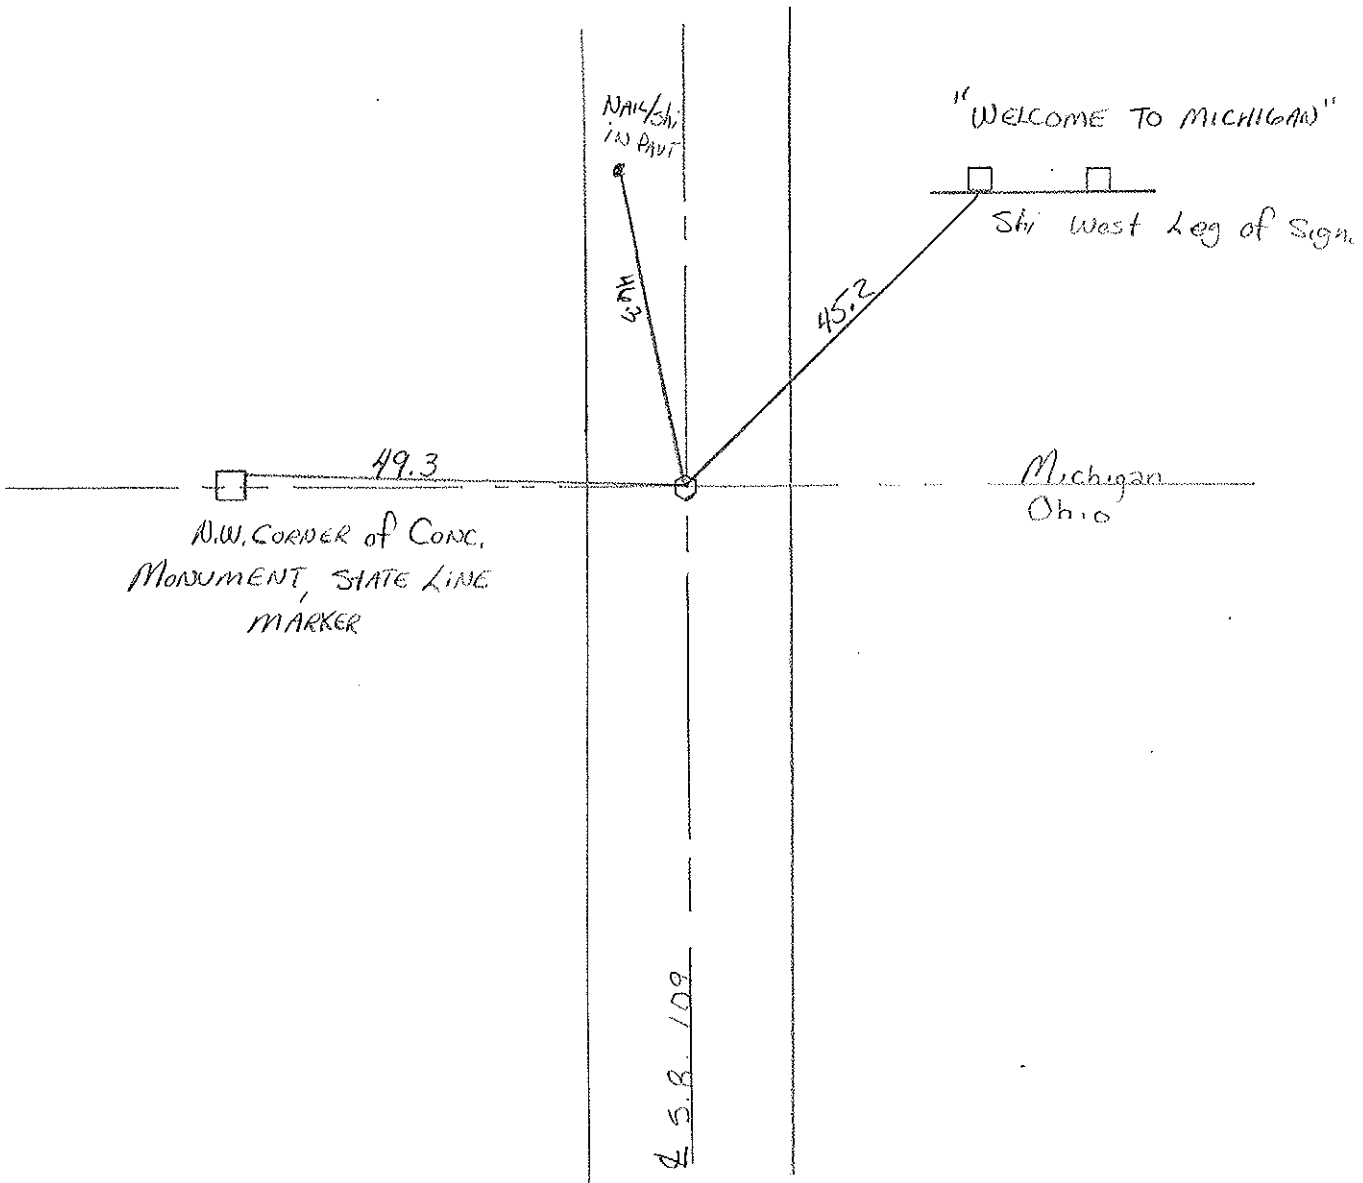 NAIL/Shi
IN PAVT
"WELCOME TO MICHIGAN"
Shi West Leg of Sign.
45.2
49.3
Michigan
Ohio
N.W. CORNER of CONC.
MONUMENT, STATE LINE
MARKER
℄ S.R. 109